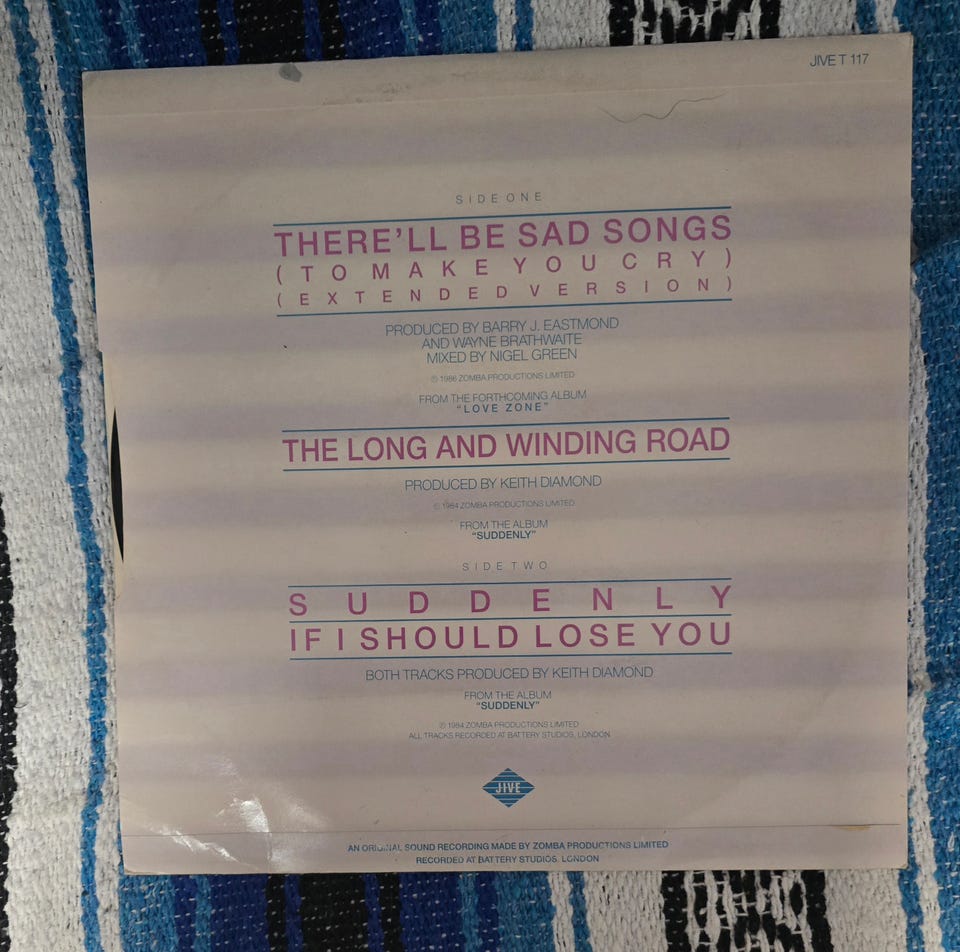 JIVE T 117
SIDE ONE
THERE'LL BE SAD SONGS
(TO MAKE YOU CRY)
(EXTENDED VERSION)
PRODUCED BY BARRY J. EASTMOND
AND WAYNE BRATHWAITE
MIXED BY NIGEL GREEN
℗ 1986 ZOMBA PRODUCTIONS LIMITED
FROM THE FORTHCOMING ALBUM
"LOVE ZONE"
THE LONG AND WINDING ROAD
PRODUCED BY KEITH DIAMOND
℗ 1984 ZOMBA PRODUCTIONS LIMITED
FROM THE ALBUM
"SUDDENLY"
SIDE TWO
SUDDENLY
IF I SHOULD LOSE YOU
BOTH TRACKS PRODUCED BY KEITH DIAMOND
FROM THE ALBUM
"SUDDENLY"
℗ 1984 ZOMBA PRODUCTIONS LIMITED
ALL TRACKS RECORDED AT BATTERY STUDIOS, LONDON
JIVE
AN ORIGINAL SOUND RECORDING MADE BY ZOMBA PRODUCTIONS LIMITED
RECORDED AT BATTERY STUDIOS, LONDON